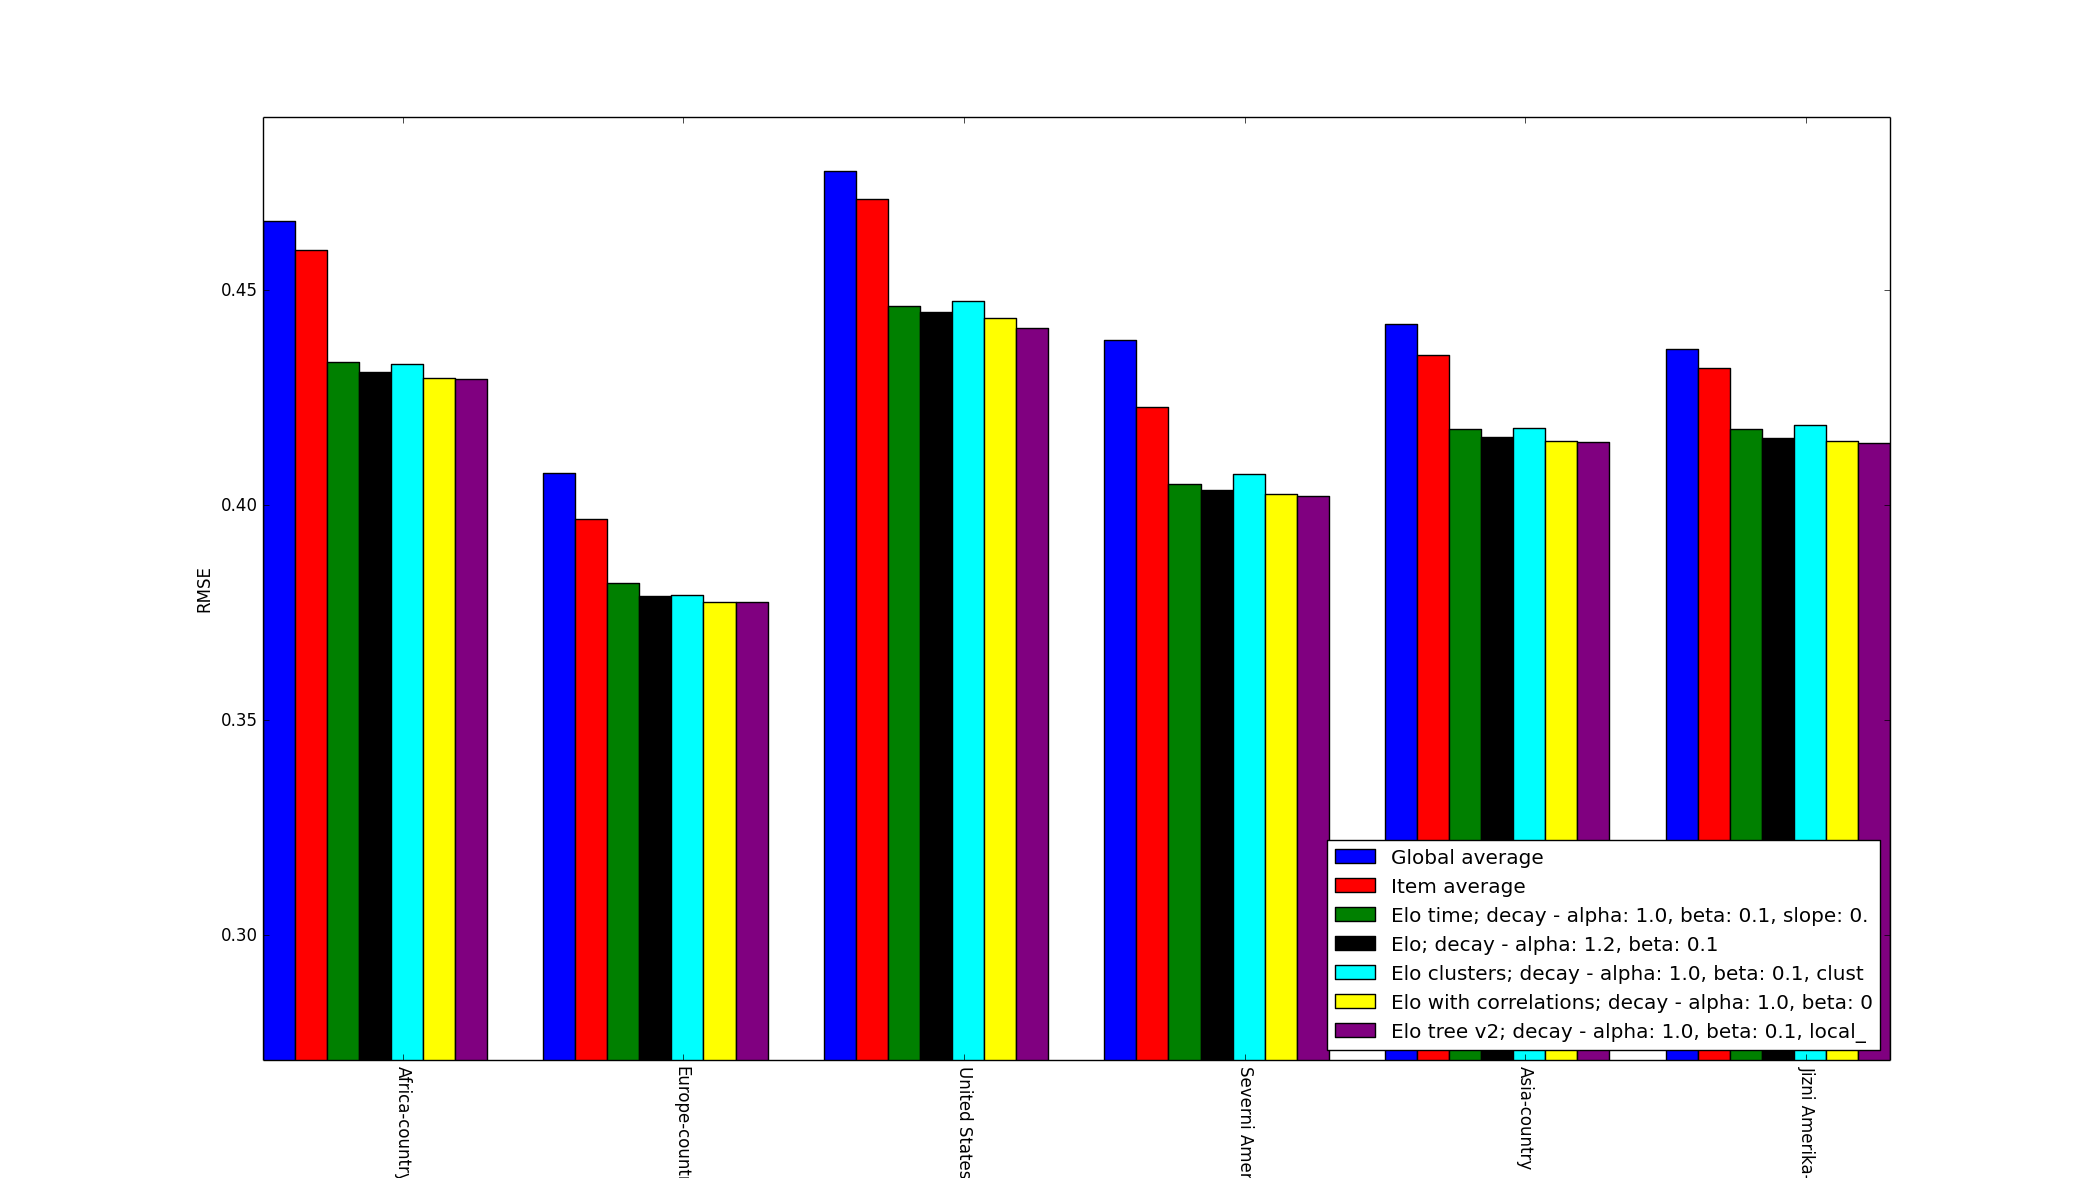 0.45
0.40
0.35
0.30
RMSE
Global average
Item average
Elo time; decay - alpha: 1.0, beta: 0.1, slope: 0.
Elo; decay - alpha: 1.2, beta: 0.1
Elo clusters; decay - alpha: 1.0, beta: 0.1, clust
Elo with correlations; decay - alpha: 1.0, beta: 0
Elo tree v2; decay - alpha: 1.0, beta: 0.1, local_
Africa-country
Europe-countr
United States
Severni Amer
Asia-country
Jizni Amerika-